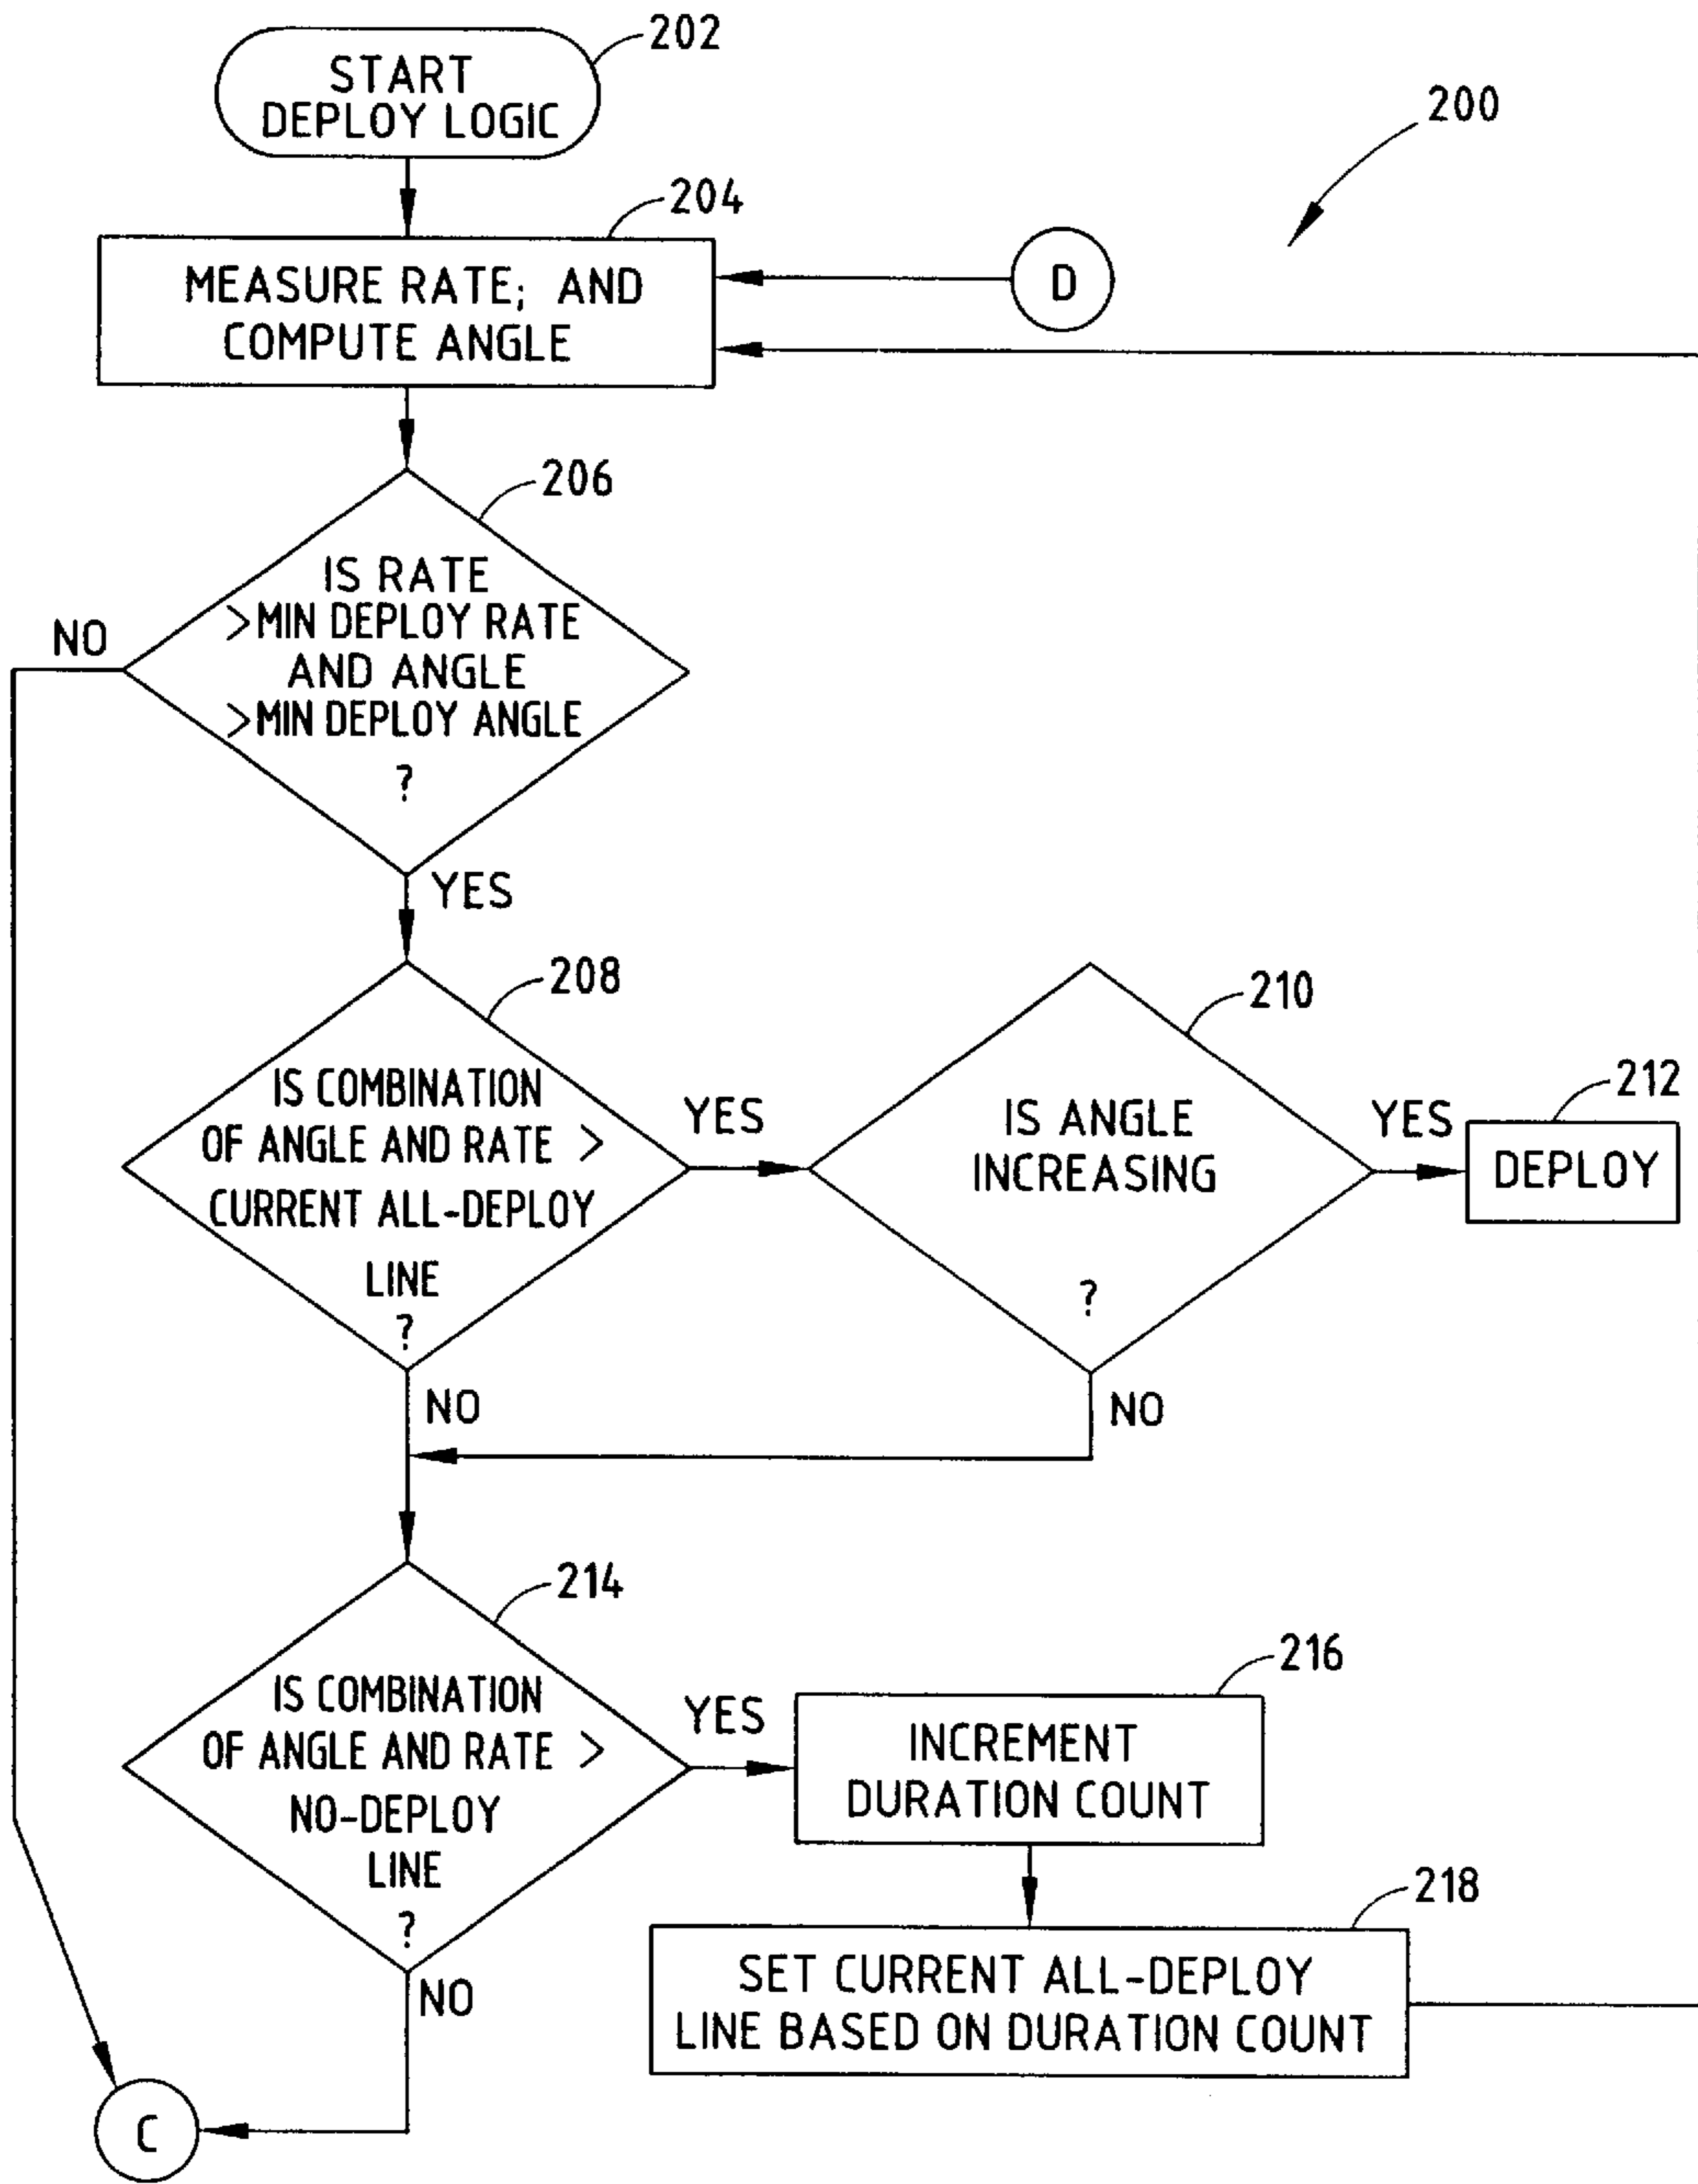 202
START
DEPLOY LOGIC
200
204
MEASURE RATE; AND
COMPUTE ANGLE
D
206
IS RATE
>MIN DEPLOY RATE
AND ANGLE
>MIN DEPLOY ANGLE
?
NO
YES
208
IS COMBINATION
OF ANGLE AND RATE >
CURRENT ALL-DEPLOY
LINE
?
YES
NO
210
IS ANGLE
INCREASING
?
YES
NO
212
DEPLOY
214
IS COMBINATION
OF ANGLE AND RATE >
NO-DEPLOY
LINE
?
YES
NO
216
INCREMENT
DURATION COUNT
218
SET CURRENT ALL-DEPLOY
LINE BASED ON DURATION COUNT
C